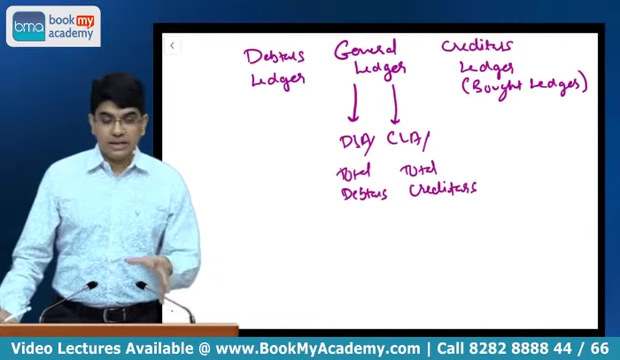 bma
book my
academy
Debtors
Ledger
General
Ledger
Creditors
Ledger
(Bought Ledger)
DLA/
Total
Debtors
CLA/
Total
Creditors
Video Lectures Available @ www.BookMyAcademy.com | Call 8282 8888 44 / 66